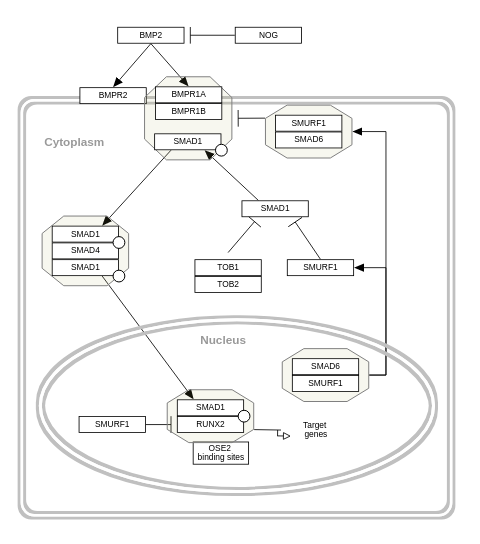 BMP2
NOG
BMPR2
BMPR1A
BMPR1B
SMAD1
SMURF1
SMAD6
Cytoplasm
SMAD1
SMAD1
SMAD4
SMAD1
TOB1
TOB2
SMURF1
Nucleus
SMAD6
SMURF1
SMAD1
RUNX2
SMURF1
OSE2
binding sites
Target
genes